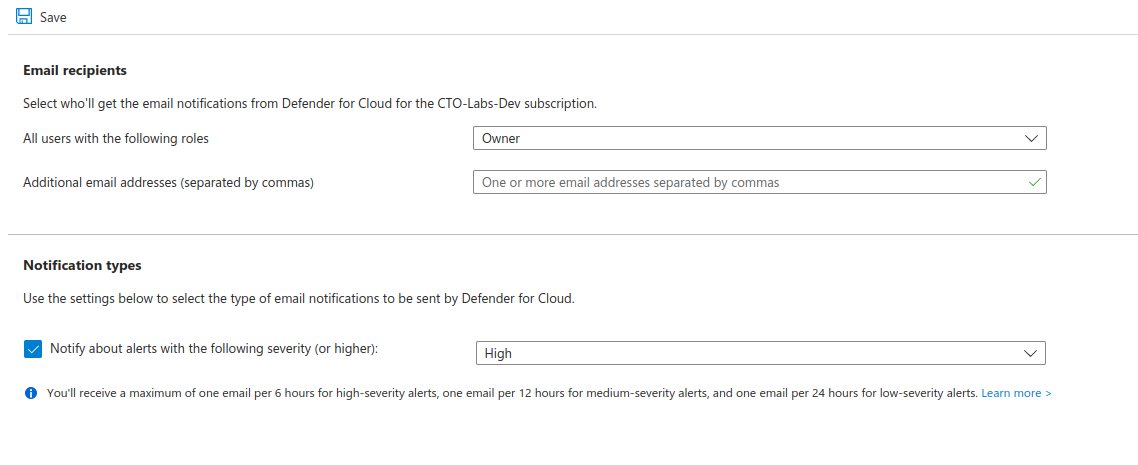 Save
Email recipients
Select who'll get the email notifications from Defender for Cloud for the CTO-Labs-Dev subscription.
All users with the following roles
Owner
Additional email addresses (separated by commas)
One or more email addresses separated by commas
Notification types
Use the settings below to select the type of email notifications to be sent by Defender for Cloud.
Notify about alerts with the following severity (or higher):
High
You'll receive a maximum of one email per 6 hours for high-severity alerts, one email per 12 hours for medium-severity alerts, and one email per 24 hours for low-severity alerts. Learn more >